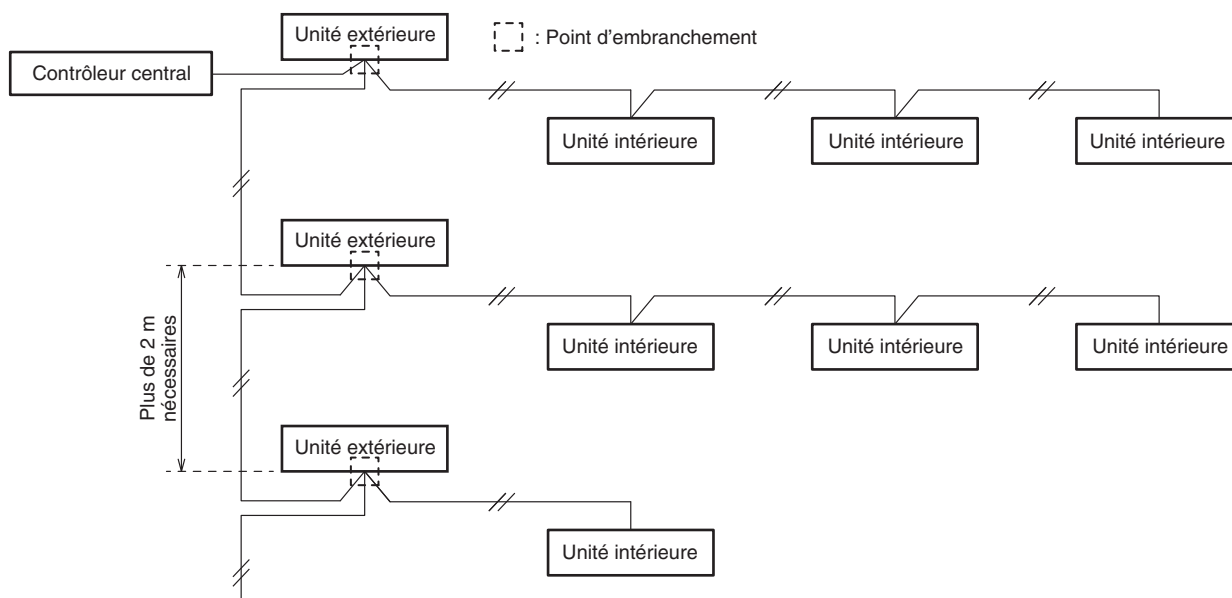 Unité extérieure
: Point d'embranchement
Contrôleur central
Unité intérieure
Unité intérieure
Unité intérieure
Unité extérieure
Plus de 2 m
nécessaires
Unité intérieure
Unité intérieure
Unité intérieure
Unité extérieure
Unité intérieure